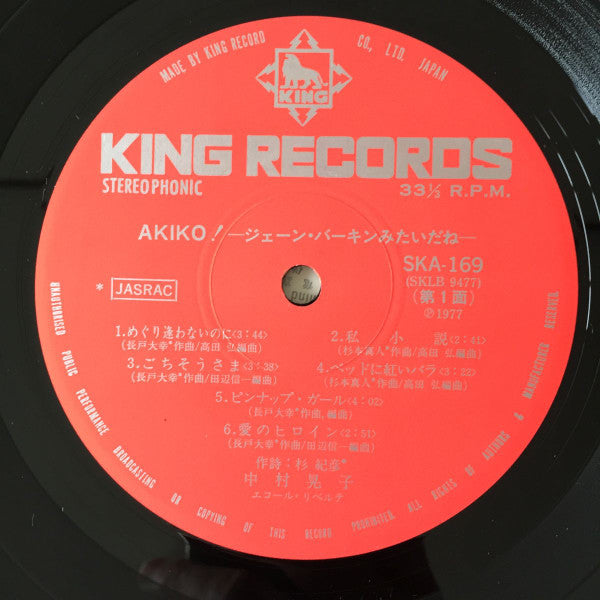 MADE BY KING RECORD CO., LTD. JAPAN
KING
KING RECORDS
STEREOPHONIC
33⅓ R.P.M.
AKIKO!—ジェーン・バーキンみたいだね—
SKA-169
(SKLB 9477)
* JASRAC
(第1面)
Ⓟ1977
1.めぐり逢わないのに<3:44>
(長戸大幸*作曲/高田 弘編曲)
2.私 小 説<2:41>
(杉本真人*作曲/高田 弘編曲)
3.ごちそうさま<3:28>
(長戸大幸*作曲/田辺信一編曲)
4.ベッドに紅いバラ<3:22>
(杉本真人*作曲/高田 弘編曲)
5.ピンナップ・ガール<4:02>
(長戸大幸*作曲,編曲)
6.愛のヒロイン<2:51>
(長戸大幸*作曲/田辺信一編曲)
作詩:杉 紀彦*
中 村 晃 子
エコール・リベルテ
UNAUTHORISED PUBLIC PERFORMANCE BROADCASTING OR COPYING OF THIS RECORD PROHIBITED. ALL RIGHTS OF AUTHORS & MANUFACTURER RESERVED.